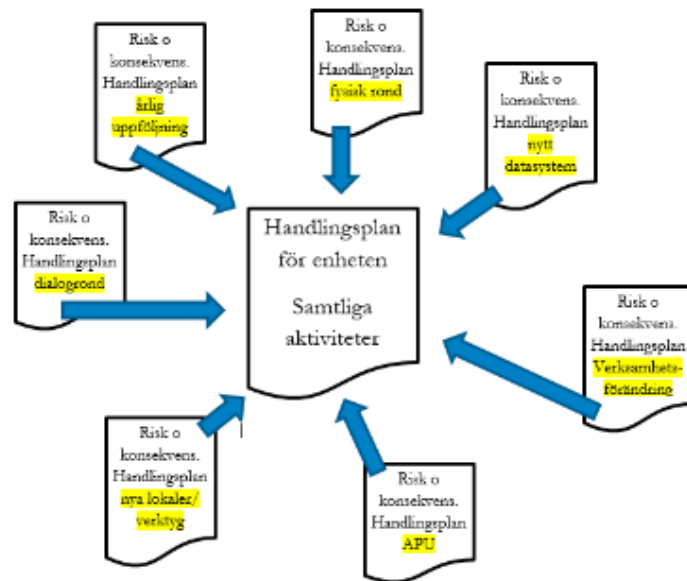 Risk o
konsekvens.
Handlingsplan
årlig
uppföljning
Risk o
konsekvens.
Handlingsplan
fysisk rond
Risk o
konsekvens.
Handlingsplan
nytt
datasystem
Risk o
konsekvens.
Handlingsplan
dialogrond
Handlingsplan
för enheten
Samtliga
aktiviteter
Risk o
konsekvens.
Handlingsplan
Verksamhets-
förändring
Risk o
konsekvens.
Handlingsplan
nya lokaler/
verktyg
Risk o
konsekvens.
Handlingsplan
APU